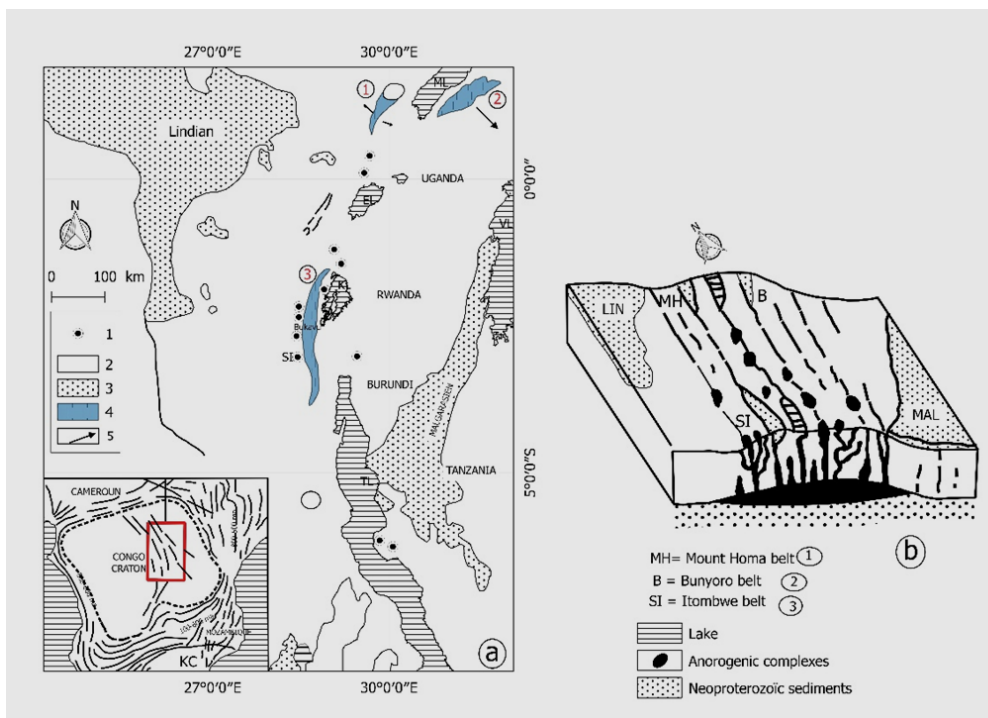 27°0'0"E 30°0'0"E
1
ML
2
Lindian
UGANDA
0°0'0"
EL
VL
N
0 100 km
3
KL
RWANDA
Bukavu
SI
BURUNDI
MALGARASIEN
TANZANIA
TL
5°0'0"S
1
2
3
4
5
CAMEROUN
CONGO
CRATON
MOZAMBIQUE
KC
a
27°0'0"E 30°0'0"E
N
LIN
MH
B
SI
MAL
b
MH= Mount Homa belt 1
B = Bunyoro belt 2
SI = Itombwe belt 3
Lake
Anorogenic complexes
Neoproterozoïc sediments